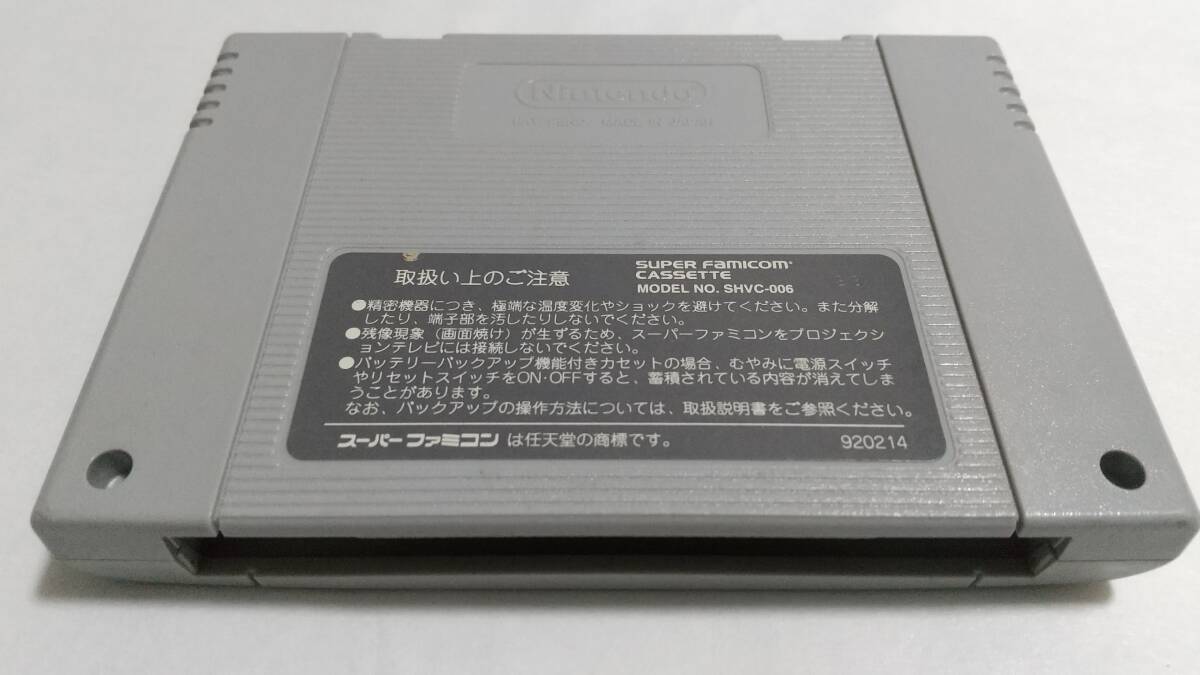 Nintendo
PAT. PEND. MADE IN JAPAN
取扱い上のご注意
SUPER FAMICOM
CASSETTE
MODEL NO. SHVC-006
●精密機器につき、極端な温度変化やショックを避けてください。また分解
したり、端子部を汚したりしないでください。
●残像現象（画面焼け）が生ずるため、スーパーファミコンをプロジェクシ
ョンテレビには接続しないでください。
●バッテリーバックアップ機能付きカセットの場合、むやみに電源スイッチ
やリセットスイッチをON・OFFすると、蓄積されている内容が消えてしま
うことがあります。
なお、バックアップの操作方法については、取扱説明書をご参照ください。
スーパーファミコン は任天堂の商標です。 920214